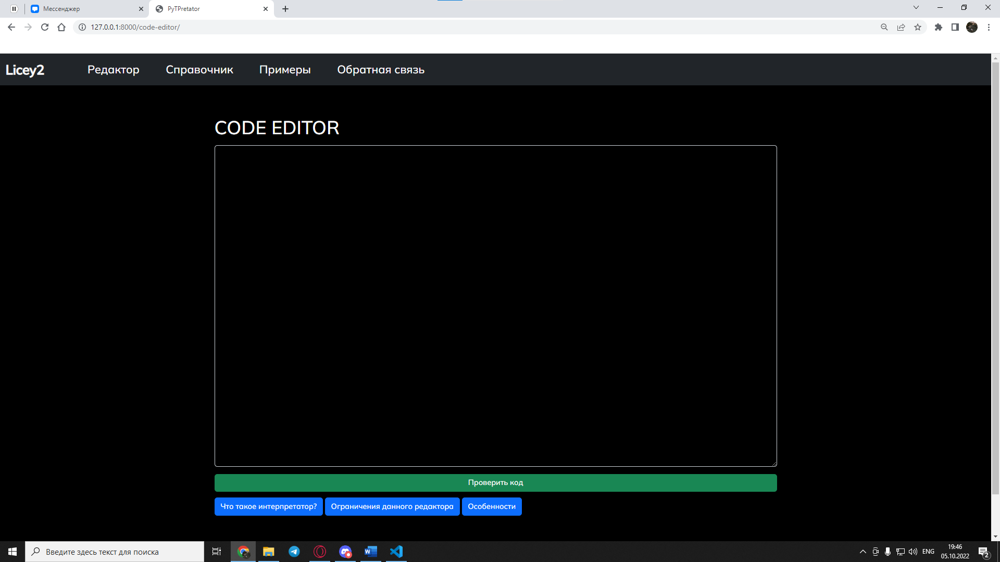 Мессенджер
PyTPretator
127.0.0.1:8000/code-editor/
Licey2
Редактор
Справочник
Примеры
Обратная связь
CODE EDITOR
Проверить код
Что такое интерпретатор?
Ограничения данного редактора
Особенности
Введите здесь текст для поиска
W
ENG
19:46
05.10.2022
2